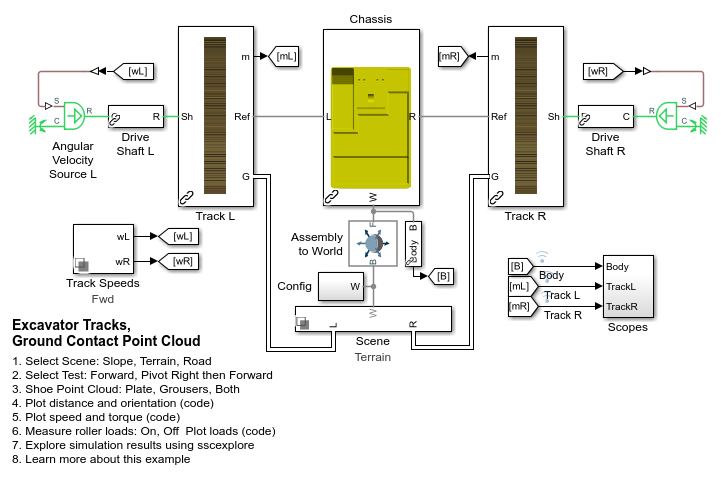 Chassis
m
[mL]
[mR]
m
[wL]
[wR]
S
C
R
C
R
Sh
Ref
L
R
Ref
Sh
C
R
S
C
Angular
Velocity
Source L
Drive
Shaft L
Drive
Shaft R
G
G
W
Track L
Track R
wL
[wL]
wR
[wR]
Track Speeds
Fwd
Assembly
to World
F
B
B
Body
[B]
Config
W
W
L
R
Scene
Terrain
[B]
Body
Body
[mL]
Track L
TrackL
[mR]
Track R
TrackR
Scopes
Excavator Tracks,
Ground Contact Point Cloud
1. Select Scene: Slope, Terrain, Road
2. Select Test: Forward, Pivot Right then Forward
3. Shoe Point Cloud: Plate, Grousers, Both
4. Plot distance and orientation (code)
5. Plot speed and torque (code)
6. Measure roller loads: On, Off  Plot loads (code)
7. Explore simulation results using sscexplore
8. Learn more about this example